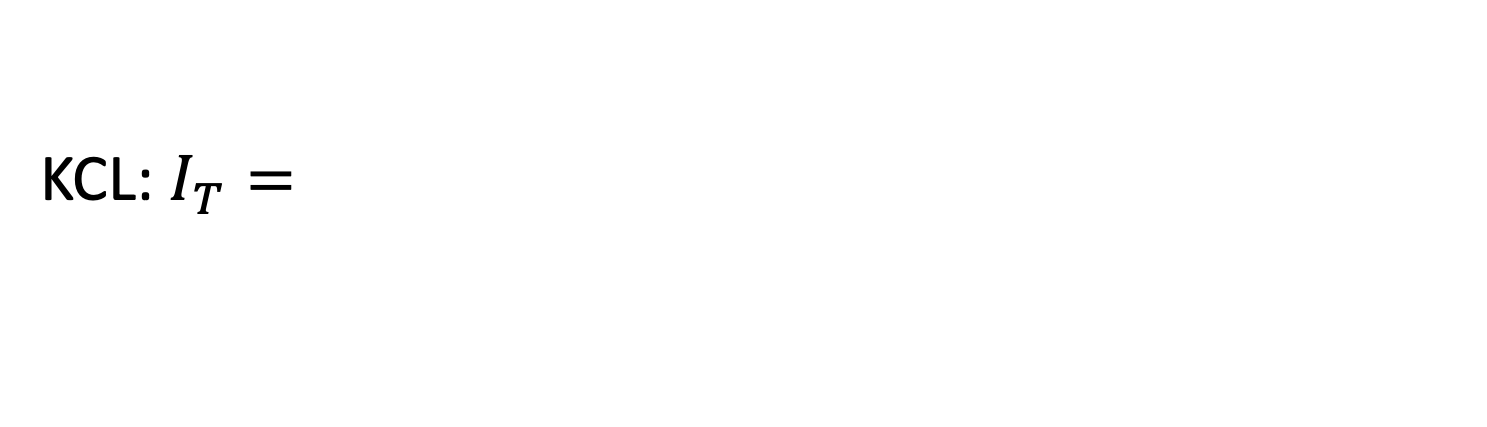 KCL: $I_T =$